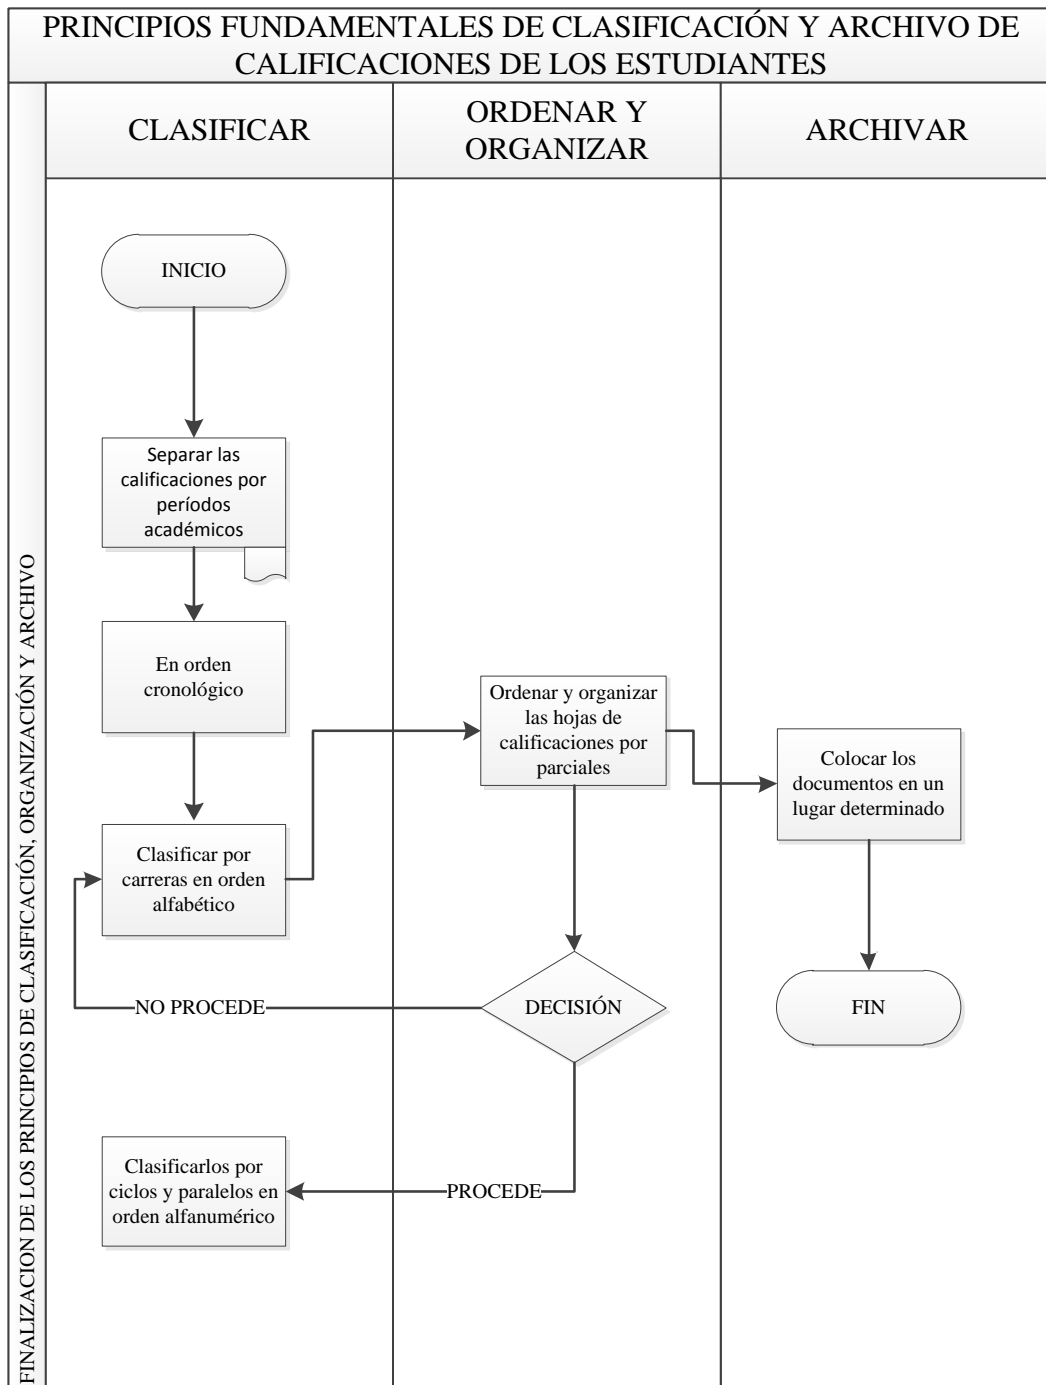 PRINCIPIOS FUNDAMENTALES DE CLASIFICACIÓN Y ARCHIVO DE
CALIFICACIONES DE LOS ESTUDIANTES
CLASIFICAR
ORDENAR Y
ORGANIZAR
ARCHIVAR
FINALIZACION DE LOS PRINCIPIOS DE CLASIFICACIÓN, ORGANIZACIÓN Y ARCHIVO
INICIO
Separar las
calificaciones por
períodos
académicos
En orden
cronológico
Clasificar por
carreras en orden
alfabético
Ordenar y organizar
las hojas de
calificaciones por
parciales
Colocar los
documentos en un
lugar determinado
NO PROCEDE
DECISIÓN
FIN
Clasificarlos por
ciclos y paralelos en
orden alfanumérico
PROCEDE